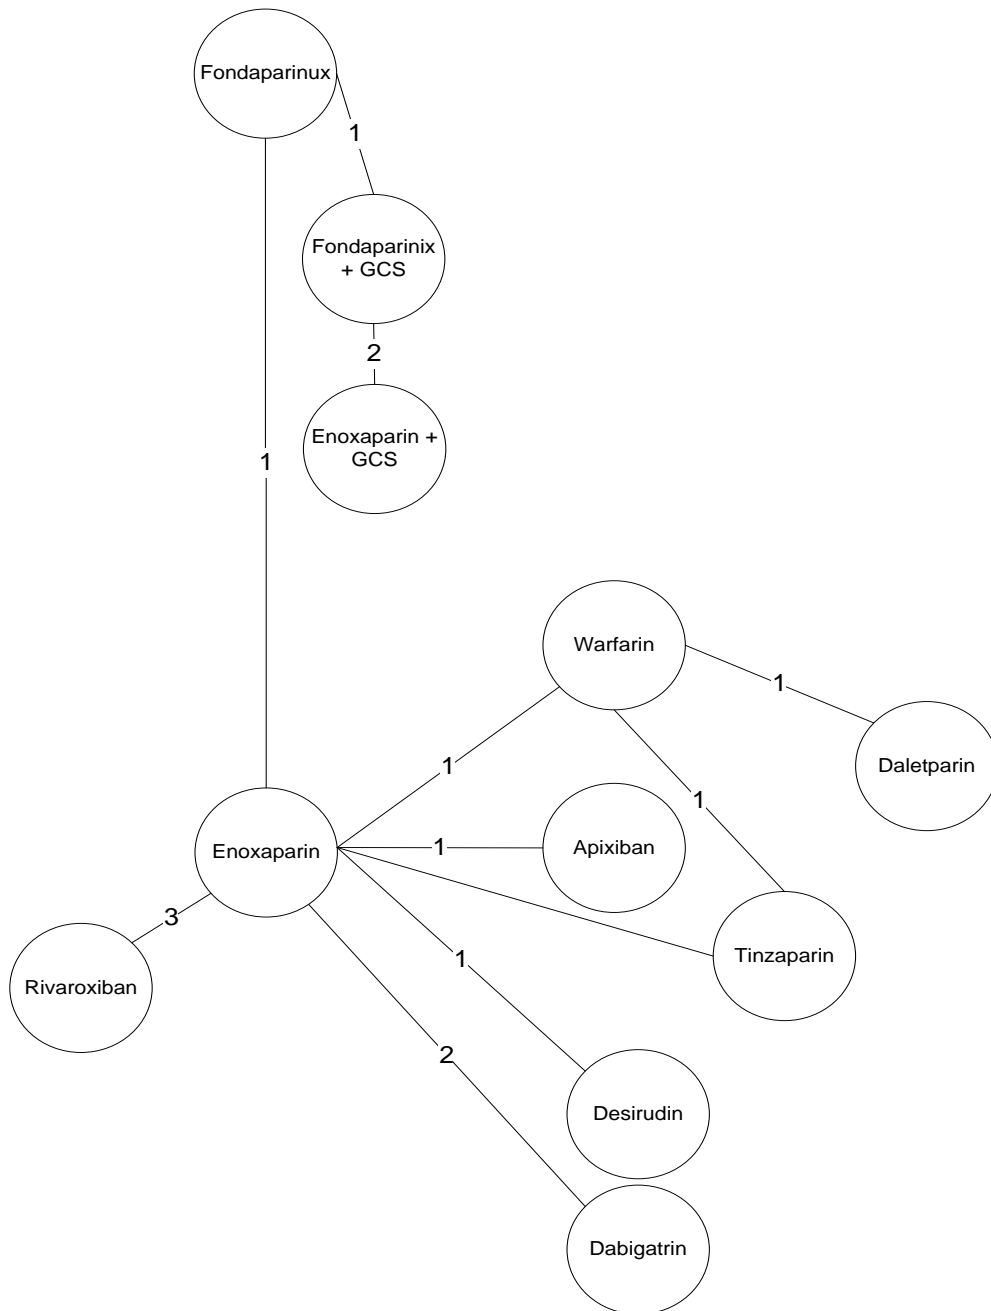 Fondaparinux
1
Fondaparinix
+ GCS
2
Enoxaparin +
GCS
1
Warfarin
1
Daletparin
1
1
Enoxaparin
1
Apixiban
3
Rivaroxiban
1
Tinzaparin
2
Desirudin
Dabigatrin